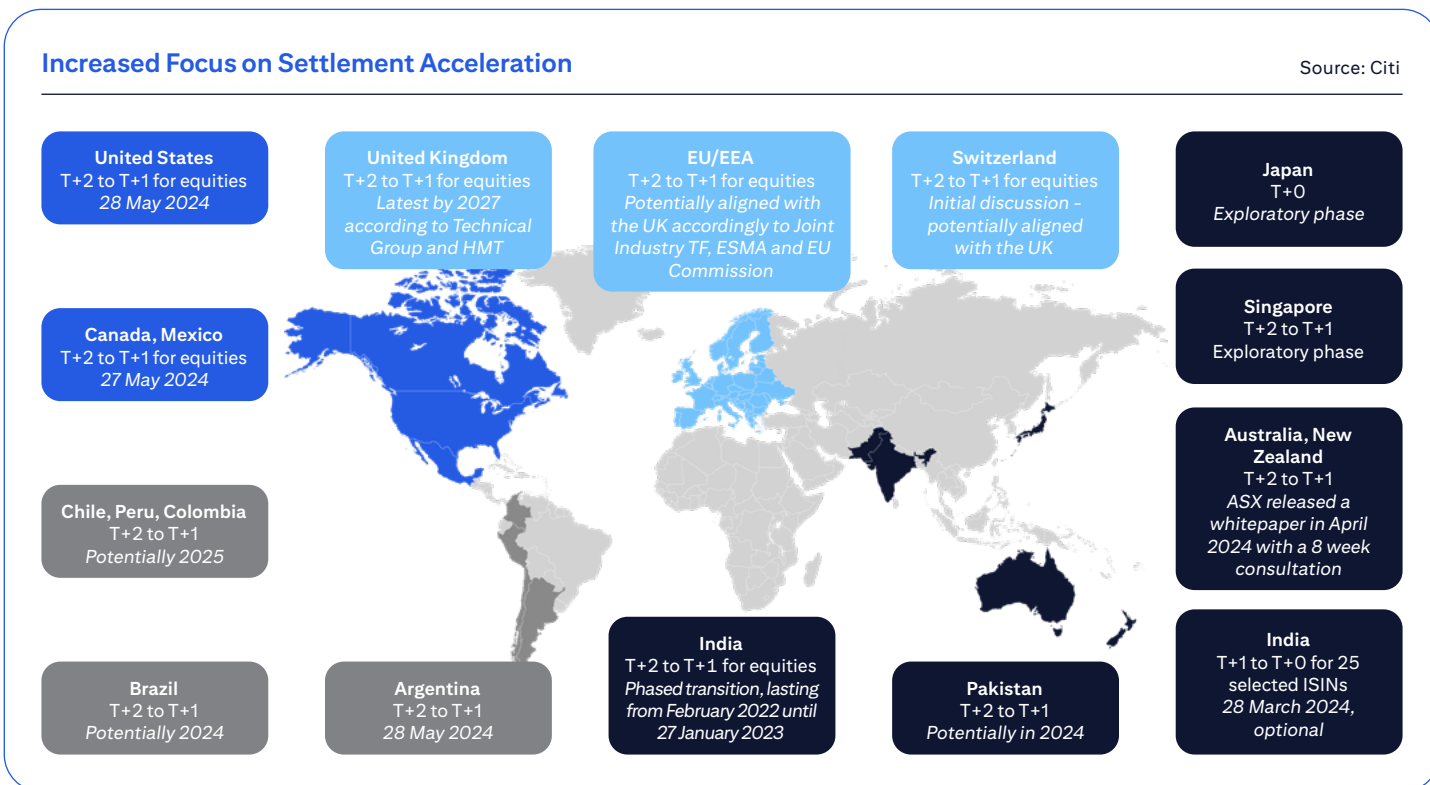 Increased Focus on Settlement Acceleration
Source: Citi
United States
T+2 to T+1 for equities
28 May 2024
United Kingdom
T+2 to T+1 for equities
Latest by 2027
according to Technical
Group and HMT
EU/EEA
T+2 to T+1 for equities
Potentially aligned with
the UK accordingly to Joint
Industry TF, ESMA and EU
Commission
Switzerland
T+2 to T+1 for equities
Initial discussion -
potentially aligned
with the UK
Japan
T+0
Exploratory phase
Canada, Mexico
T+2 to T+1 for equities
27 May 2024
Singapore
T+2 to T+1
Exploratory phase
Chile, Peru, Colombia
T+2 to T+1
Potentially 2025
Australia, New
Zealand
T+2 to T+1
ASX released a
whitepaper in April
2024 with a 8 week
consultation
Brazil
T+2 to T+1
Potentially 2024
Argentina
T+2 to T+1
28 May 2024
India
T+2 to T+1 for equities
Phased transition, lasting
from February 2022 until
27 January 2023
Pakistan
T+2 to T+1
Potentially in 2024
India
T+1 to T+0 for 25
selected ISINs
28 March 2024,
optional